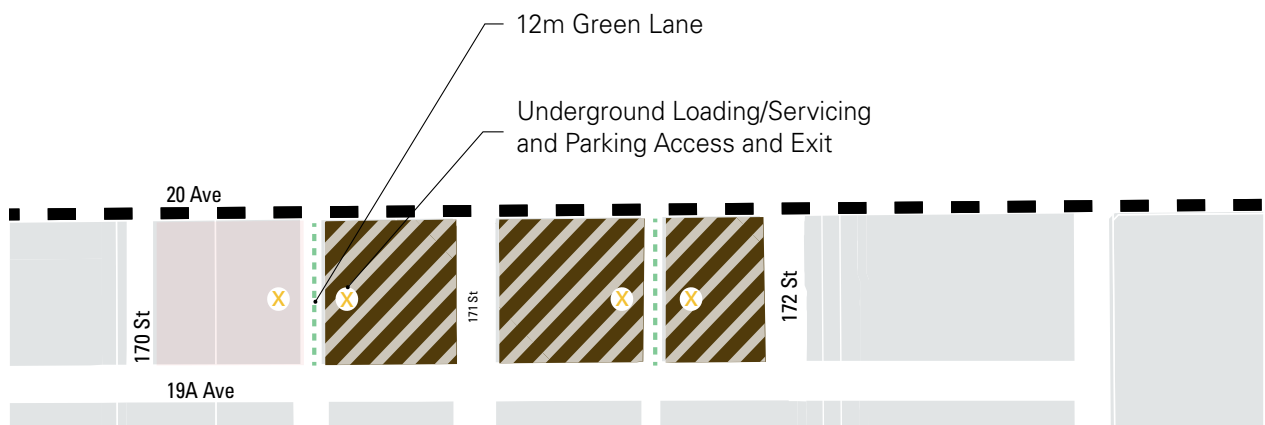 12m Green Lane
Underground Loading/Servicing
and Parking Access and Exit
20 Ave
170 St
X
X
171 St
X
X
172 St
19A Ave